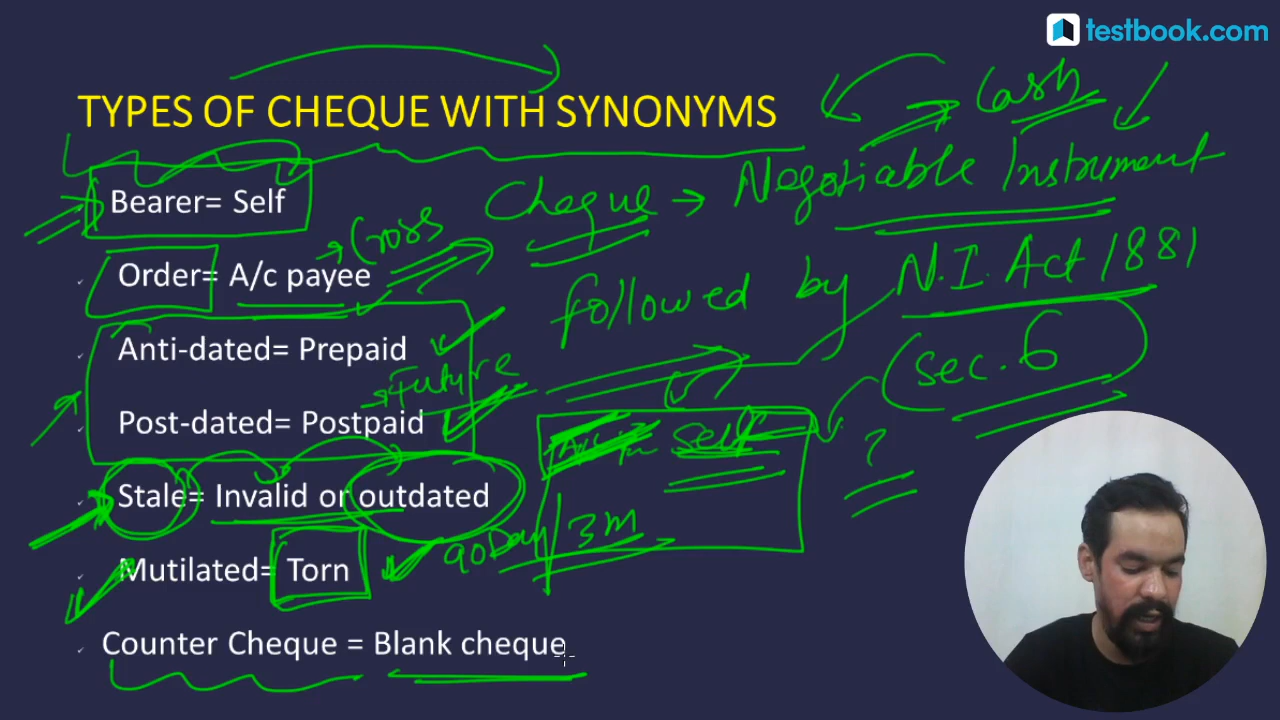 testbook.com
TYPES OF CHEQUE WITH SYNONYMS
Cash
Bearer= Self
Cheque → Negotiable Instrument
→ Cross
Order= A/c payee
followed by N.I. Act 1881
(Sec. 6)
Anti-dated= Prepaid
→ Future
Post-dated= Postpaid
Self
?
Stale= Invalid or outdated
90 Day/3M
Mutilated= Torn
Counter Cheque = Blank cheque